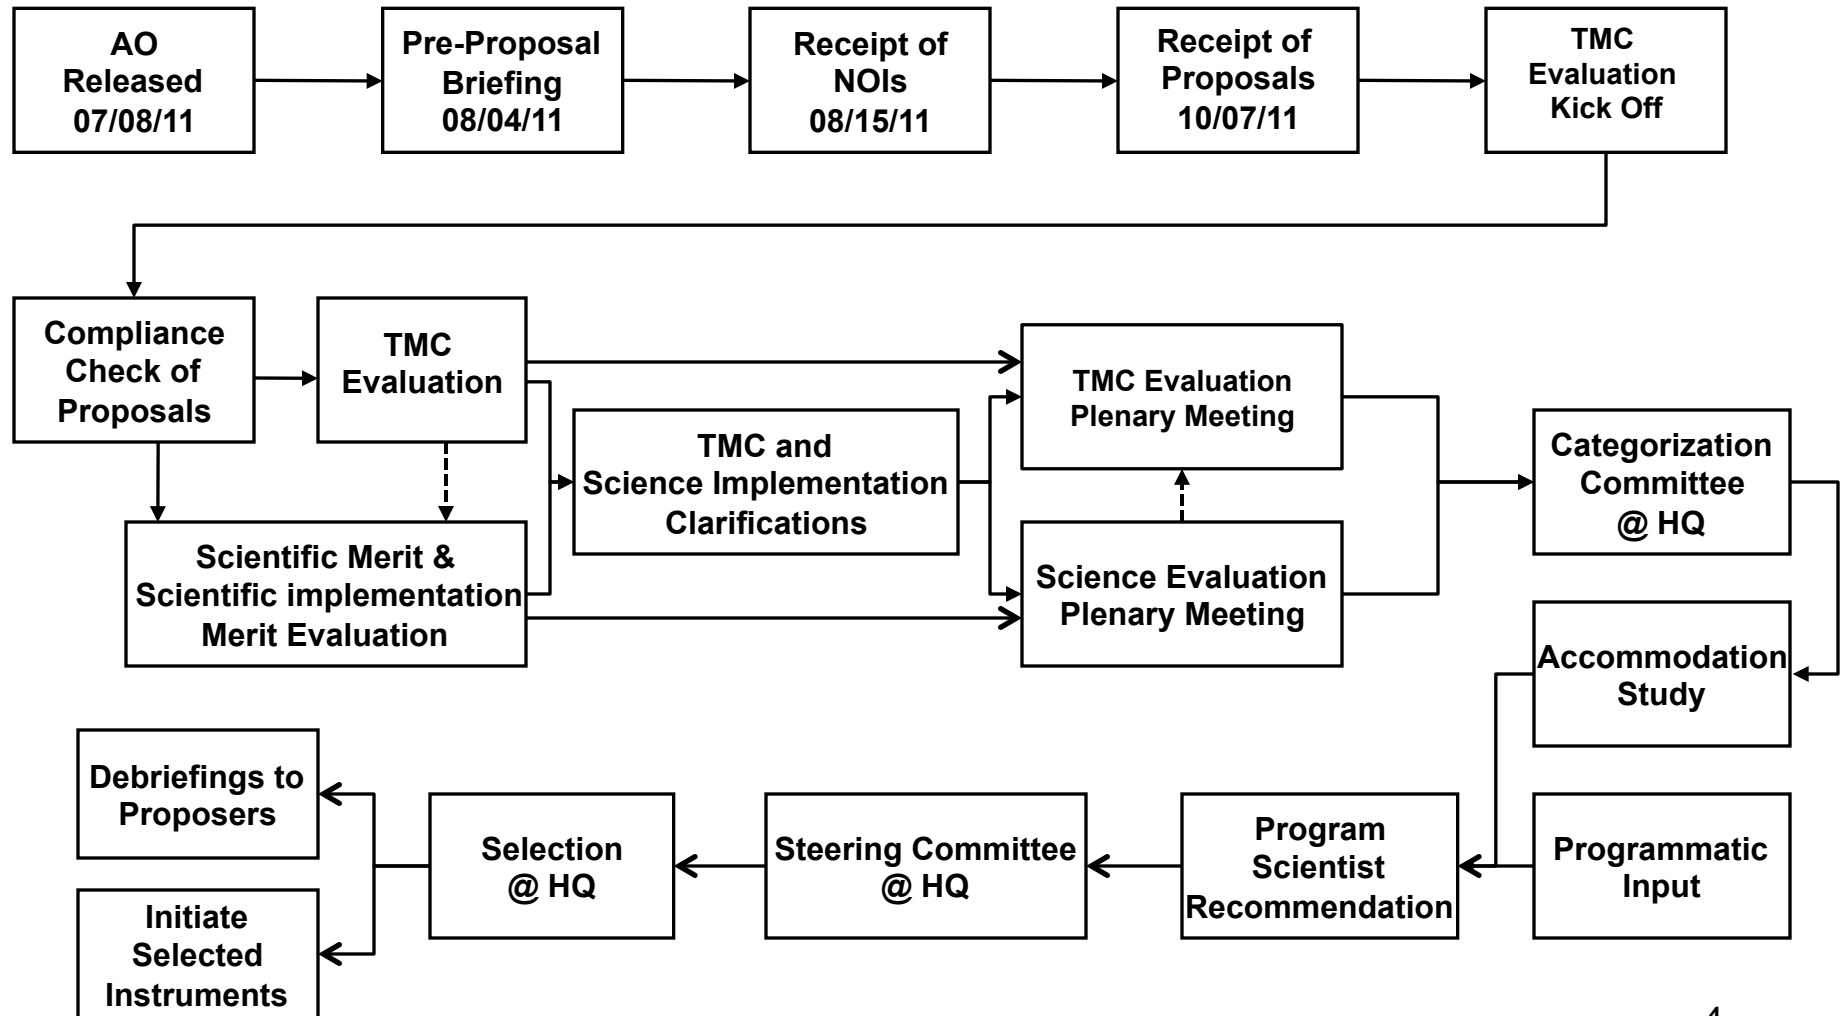 AO
Released
07/08/11
Pre-Proposal
Briefing
08/04/11
Receipt of
NOIs
08/15/11
Receipt of
Proposals
10/07/11
TMC
Evaluation
Kick Off
Compliance
Check of
Proposals
TMC
Evaluation
Scientific Merit &
Scientific implementation
Merit Evaluation
TMC and
Science Implementation
Clarifications
TMC Evaluation
Plenary Meeting
Science Evaluation
Plenary Meeting
Categorization
Committee
@ HQ
Accommodation
Study
Programmatic
Input
Program
Scientist
Recommendation
Steering Committee
@ HQ
Selection
@ HQ
Debriefings to
Proposers
Initiate
Selected
Instruments
4